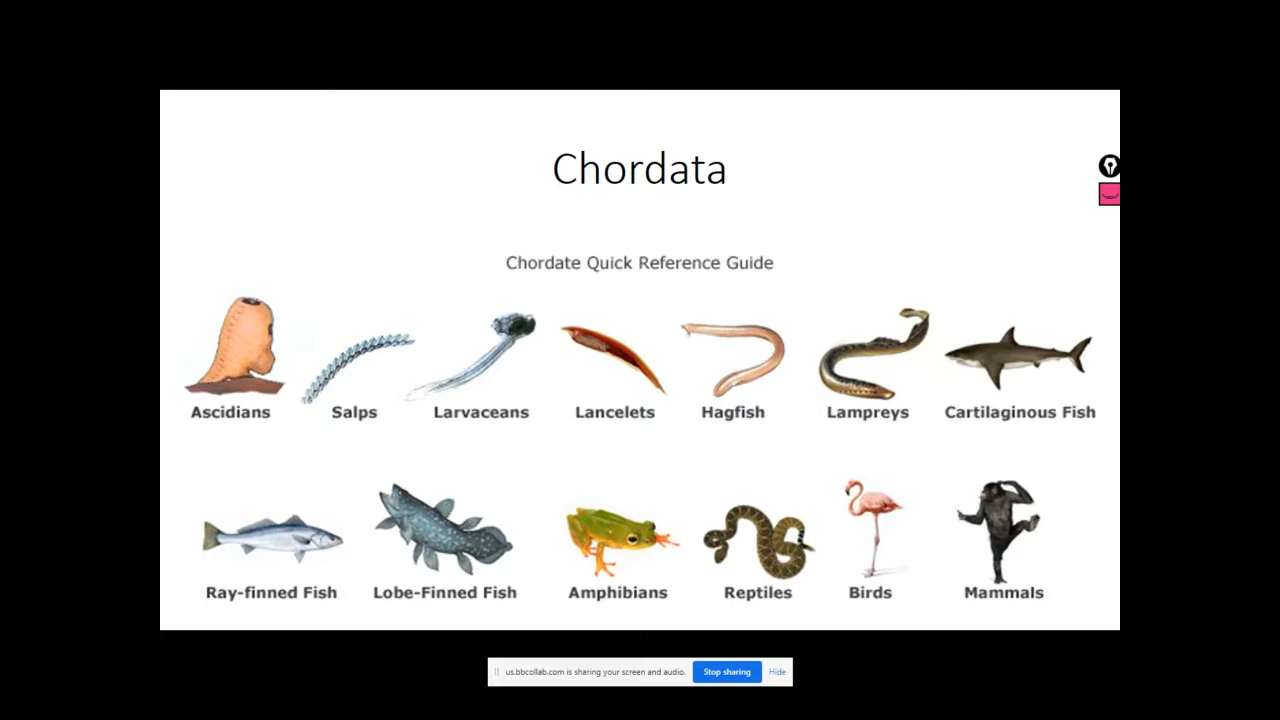 Chordata
Chordate Quick Reference Guide
Ascidians Salps Larvaceans Lancelets Hagfish Lampreys Cartilaginous Fish
Ray-finned Fish Lobe-Finned Fish Amphibians Reptiles Birds Mammals
us.bbcollab.com is sharing your screen and audio. Stop sharing Hide